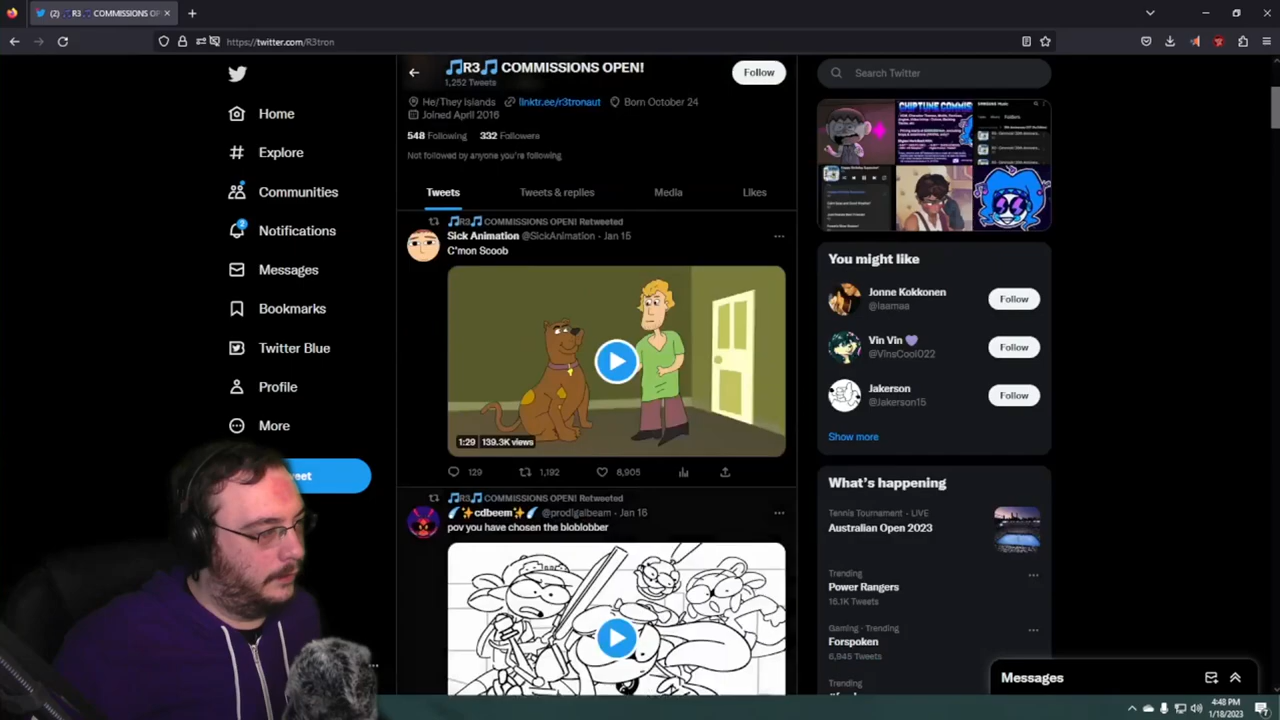 (2) 🎵R3🎵 COMMISSIONS OP
https://twitter.com/R3tron
Home
Explore
Communities
2
Notifications
Messages
Bookmarks
Twitter Blue
Profile
More
eet
🎵R3🎵 COMMISSIONS OPEN!
1,252 Tweets
Follow
He/They Islands linktr.ee/r3tronaut Born October 24
Joined April 2016
548 Following 332 Followers
Not followed by anyone you're following
Tweets Tweets & replies Media Likes
🎵R3🎵 COMMISSIONS OPEN! Retweeted
Sick Animation @SickAnimation · Jan 15
C'mon Scoob
1:29 139.3K views
129 1,192 8,905
🎵R3🎵 COMMISSIONS OPEN! Retweeted
cdbeem @prodigalbeam · Jan 16
pov you have chosen the bloblobber
Search Twitter
CHIPTUNE COMMIS
You might like
Jonne Kokkonen
@laamaa
Follow
Vin Vin 💜
@VinsCool022
Follow
Jakerson
@Jakerson15
Follow
Show more
What's happening
Tennis Tournament · LIVE
Australian Open 2023
Trending
Power Rangers
16.1K Tweets
Gaming · Trending
Forspoken
6,945 Tweets
Trending
Messages
4:48 PM
1/18/2023